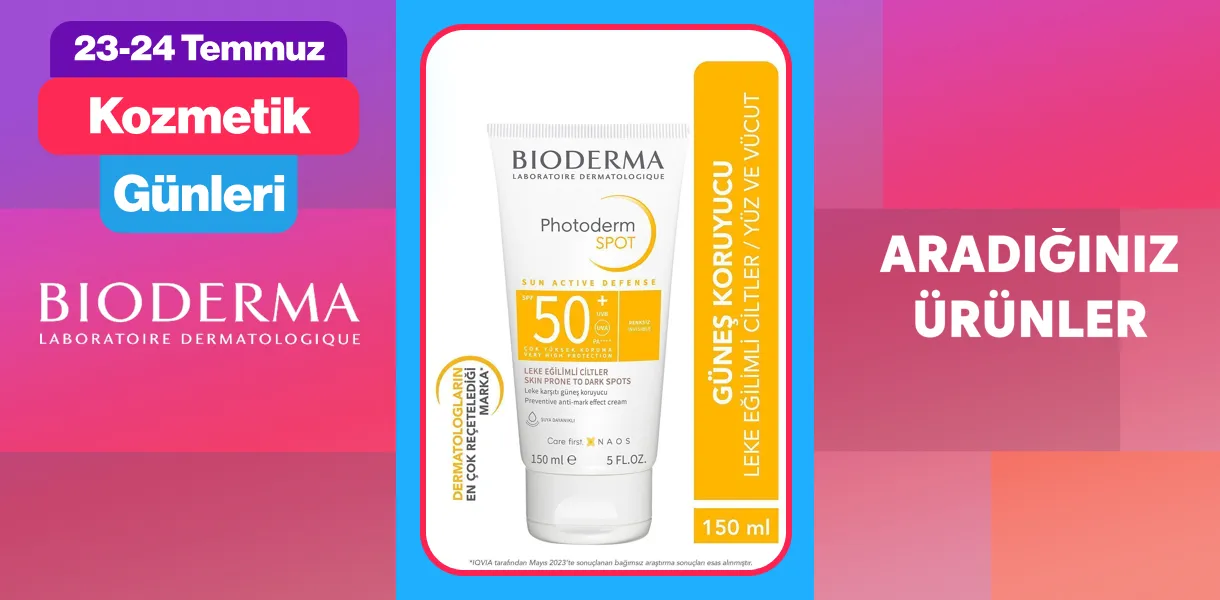 23-24 Temmuz
Kozmetik
Günleri
BIODERMA
LABORATOIRE DERMATOLOGIQUE
BIODERMA
LABORATOIRE DERMATOLOGIQUE
Photoderm
SPOT
SUN ACTIVE DEFENSE
SPF 50+
UVB
UVA
PA++++
ÇOK YÜKSEK KORUMA
VERY HIGH PROTECTION
LEKE EĞİLİMLİ CİLTLER
SKIN PRONE TO DARK SPOTS
Leke karşıtı güneş koruyucu
Preventive anti-mark effect cream
SUYA DAYANIKLI
Care first. NAOS
150 ml ℮ 5 FL.OZ.
DERMATOLOGLARIN
EN ÇOK REÇETELEDİĞİ
MARKA*
GÜNEŞ KORUYUCU
LEKE EĞİLİMLİ CİLTLER / YÜZ VE VÜCUT
150 ml
*IQVIA tarafından Mayıs 2023'te sonuçlanan bağımsız araştırma sonuçları esas alınmıştır.
ARADIĞINIZ
ÜRÜNLER